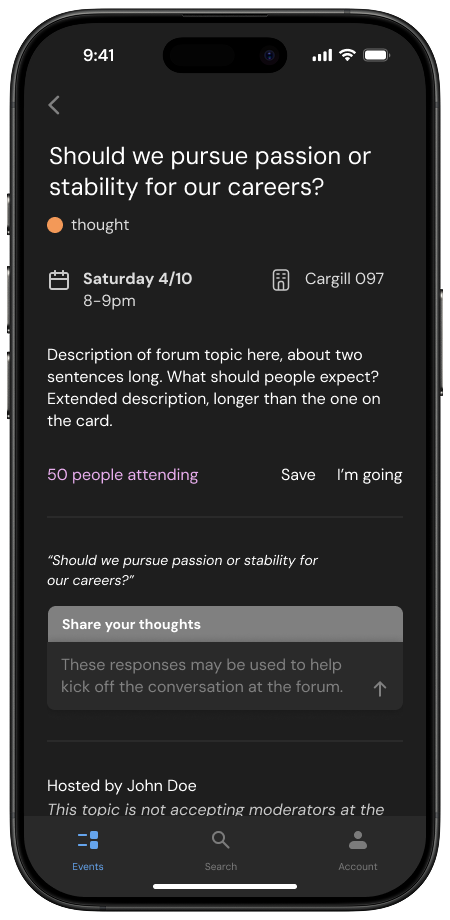 9:41
Should we pursue passion or
stability for our careers?
thought
Saturday 4/10
8-9pm
Cargill 097
Description of forum topic here, about two
sentences long. What should people expect?
Extended description, longer than the one on
the card.
50 people attending
Save
I’m going
“Should we pursue passion or stability for
our careers?”
Share your thoughts
These responses may be used to help
kick off the conversation at the forum.
Hosted by John Doe
This topic is not accepting moderators at the
Events
Search
Account